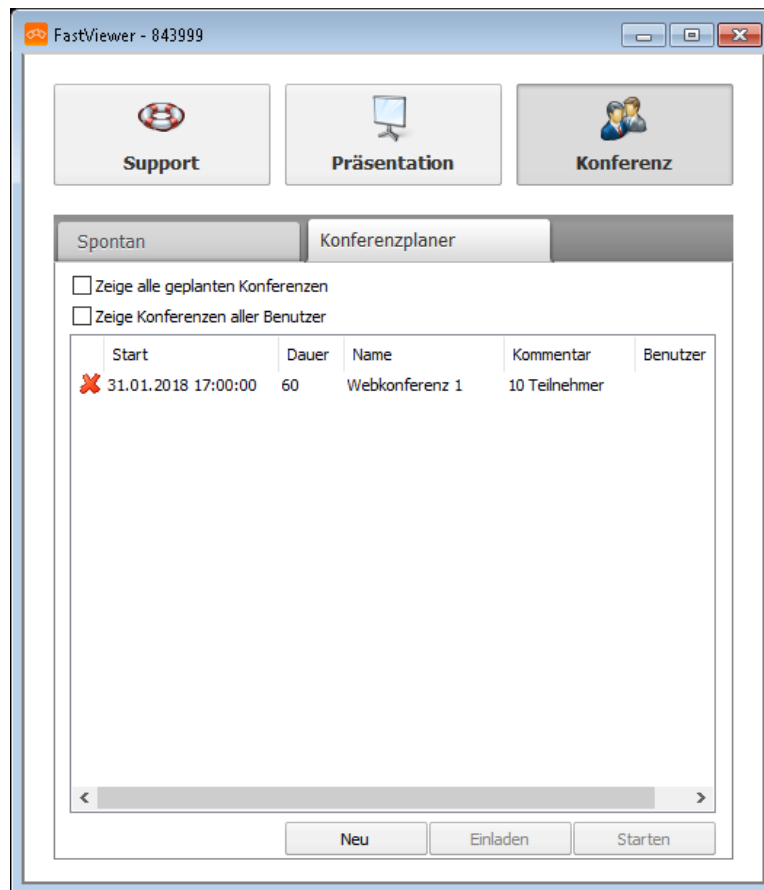 FastViewer - 843999
Support Präsentation Konferenz
Spontan Konferenzplaner
Zeige alle geplanten Konferenzen
Zeige Konferenzen aller Benutzer
Start Dauer Name Kommentar Benutzer
31.01.2018 17:00:00 60 Webkonferenz 1 10 Teilnehmer
Neu Einladen Starten